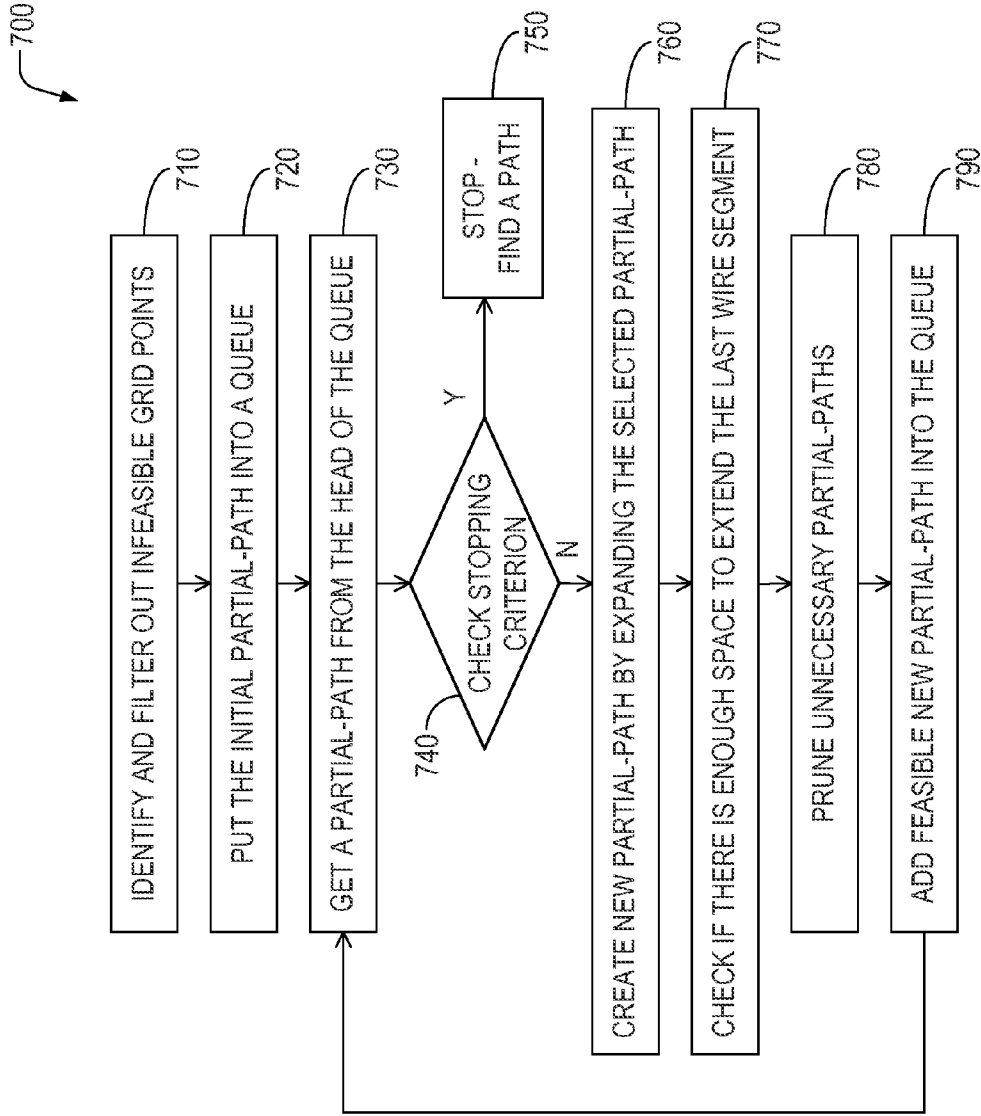 700
IDENTIFY AND FILTER OUT INFEASIBLE GRID POINTS
710
PUT THE INITIAL PARTIAL-PATH INTO A QUEUE
720
GET A PARTIAL-PATH FROM THE HEAD OF THE QUEUE
730
CHECK STOPPING
CRITERION
740
Y
N
STOP -
FIND A PATH
750
CREATE NEW PARTIAL-PATH BY EXPANDING THE SELECTED PARTIAL-PATH
760
CHECK IF THERE IS ENOUGH SPACE TO EXTEND THE LAST WIRE SEGMENT
770
PRUNE UNNECESSARY PARTIAL-PATHS
780
ADD FEASIBLE NEW PARTIAL-PATH INTO THE QUEUE
790